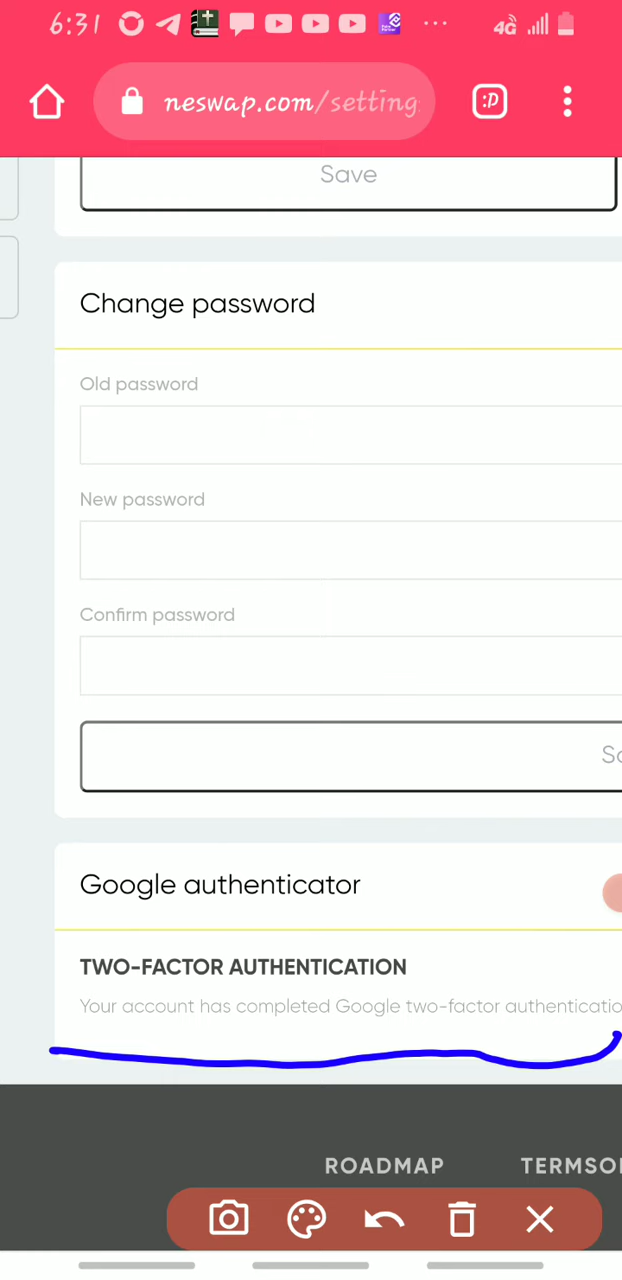 6:31
4G
neswap.com/setting
:D
Save
Change password
Old password
New password
Confirm password
Google authenticator
TWO-FACTOR AUTHENTICATION
Your account has completed Google two-factor authenticatio
ROADMAP TERMSO